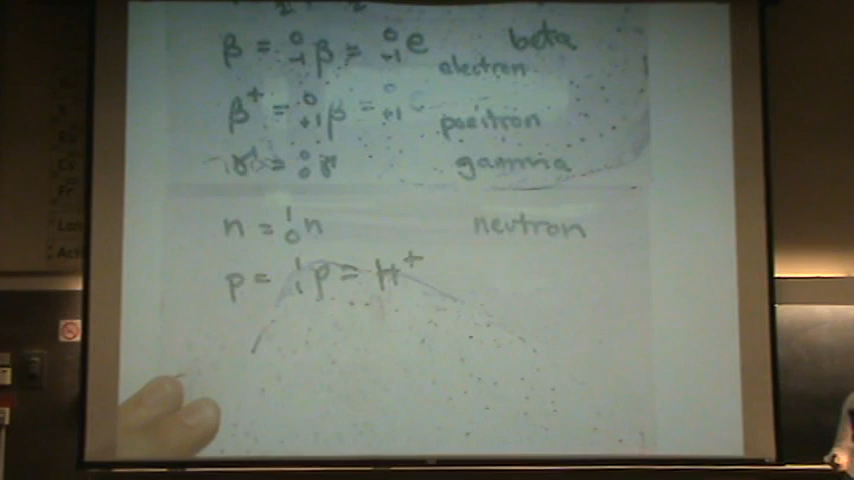 β = ⁰₋₁β = ⁰₋₁e beta
electron
β⁺ = ⁰₊₁β = ⁰₊₁e positron
γ = ⁰₀γ gamma
n = ¹₀n neutron
p = ¹₁p = H⁺